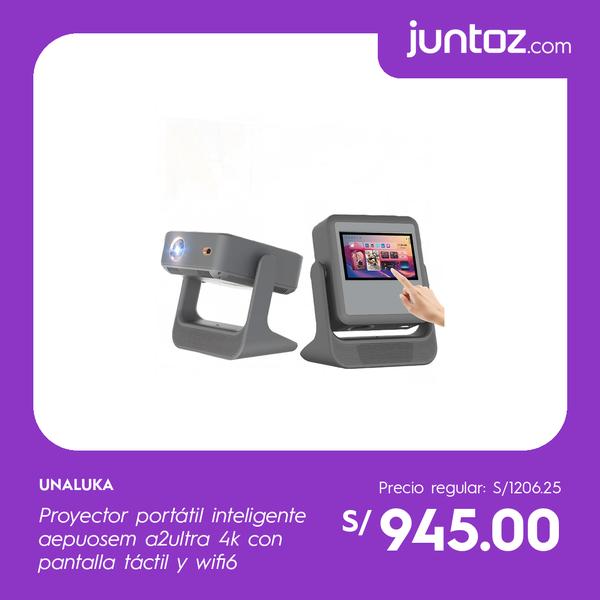 juntoz.com
UNALUKA
Proyector portátil inteligente
aepuosem a2ultra 4k con
pantalla táctil y wifi6
Precio regular: S/1206.25
S/ 945.00